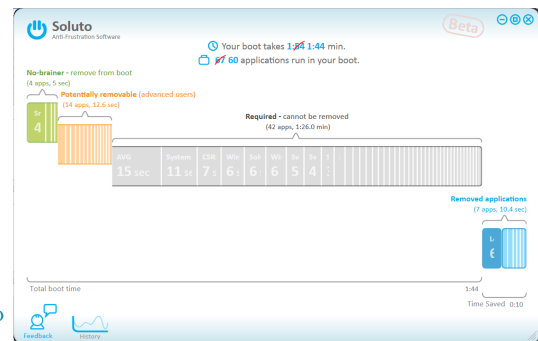 Soluto
Anti-Frustration Software
Beta
Your boot takes 1:54 1:44 min.
67 60 applications run in your boot.
No-brainer - remove from boot
(4 apps, 5 sec)
Potentially removable (advanced users)
(14 apps, 12.6 sec)
Required - cannot be removed
(42 apps, 1:26.0 min)
Sr
4
AVG
15 sec
System
11 sec
CSR
7 s
Win
6 s
Sol
6 s
Wi
6
5
4
Removed applications
(7 apps, 10.4 sec)
6
Total boot time
1:44
Time Saved 0:10
Feedback
History